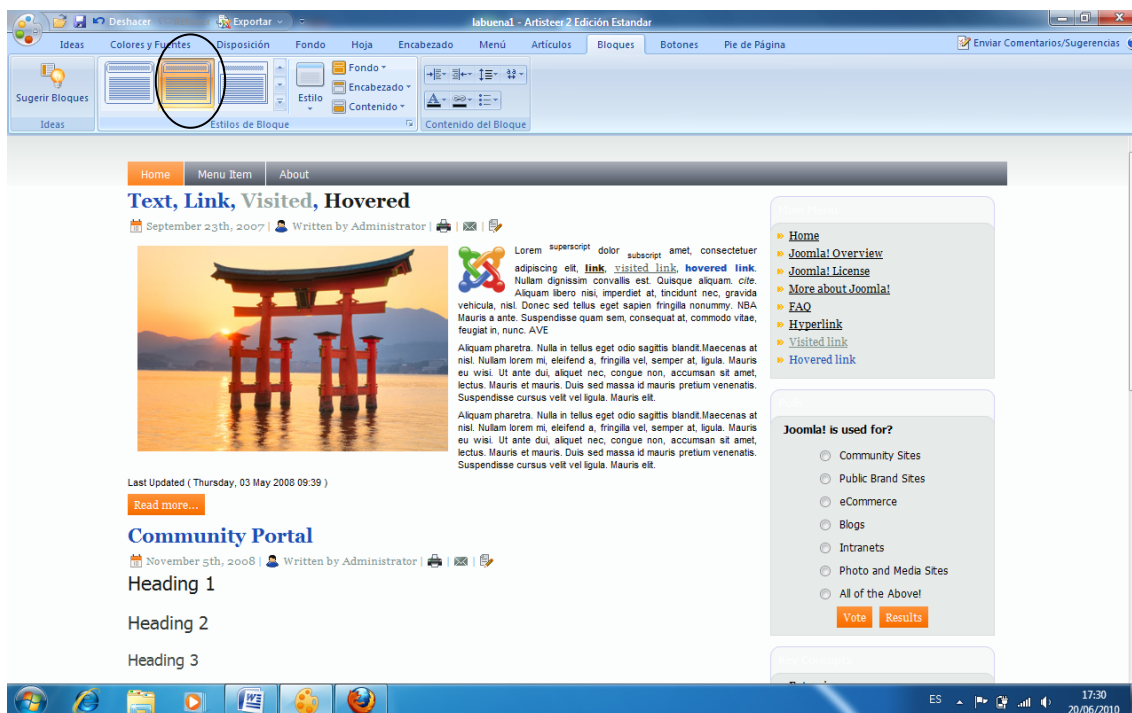 Deshacer
Exportar
labuena1 - Artisteer 2 Edición Estandar
Ideas Colores y Fuentes Disposición Fondo Hoja Encabezado Menú Artículos Bloques Botones Pie de Página Enviar Comentarios/Sugerencias
Sugerir Bloques
Estilo
Fondo
Encabezado
Contenido
Ideas Estilos de Bloque Contenido del Bloque
Home Menu Item About
Text, Link, Visited, Hovered
September 23th, 2007 | Written by Administrator | | |
Lorem superscript dolor subscript amet, consectetuer
adipiscing elit, link, visited link, hovered link.
Nullam dignissim convallis est. Quisque aliquam. cite.
Aliquam libero nisi, imperdiet at, tincidunt nec, gravida
vehicula, nisl. Donec sed tellus eget sapien fringilla nonummy. NBA
Mauris a ante. Suspendisse quam sem, consequat at, commodo vitae,
feugiat in, nunc. AVE
Aliquam pharetra. Nulla in tellus eget odio sagittis blandit.Maecenas at
nisl. Nullam lorem mi, eleifend a, fringilla vel, semper at, ligula. Mauris
eu wisi. Ut ante dui, aliquet nec, congue non, accumsan sit amet,
lectus. Mauris et mauris. Duis sed massa id mauris pretium venenatis.
Suspendisse cursus velit vel ligula. Mauris elit.
Aliquam pharetra. Nulla in tellus eget odio sagittis blandit.Maecenas at
nisl. Nullam lorem mi, eleifend a, fringilla vel, semper at, ligula. Mauris
eu wisi. Ut ante dui, aliquet nec, congue non, accumsan sit amet,
lectus. Mauris et mauris. Duis sed massa id mauris pretium venenatis.
Suspendisse cursus velit vel ligula. Mauris elit.
Last Updated ( Thursday, 03 May 2008 09:39 )
Read more...
Community Portal
November 5th, 2008 | Written by Administrator | | |
Heading 1
Heading 2
Heading 3
Home
Joomla! Overview
Joomla! License
More about Joomla!
FAQ
Hyperlink
Visited link
Hovered link
Joomla! is used for?
Community Sites
Public Brand Sites
eCommerce
Blogs
Intranets
Photo and Media Sites
All of the Above!
Vote Results
ES
17:30
20/06/2010